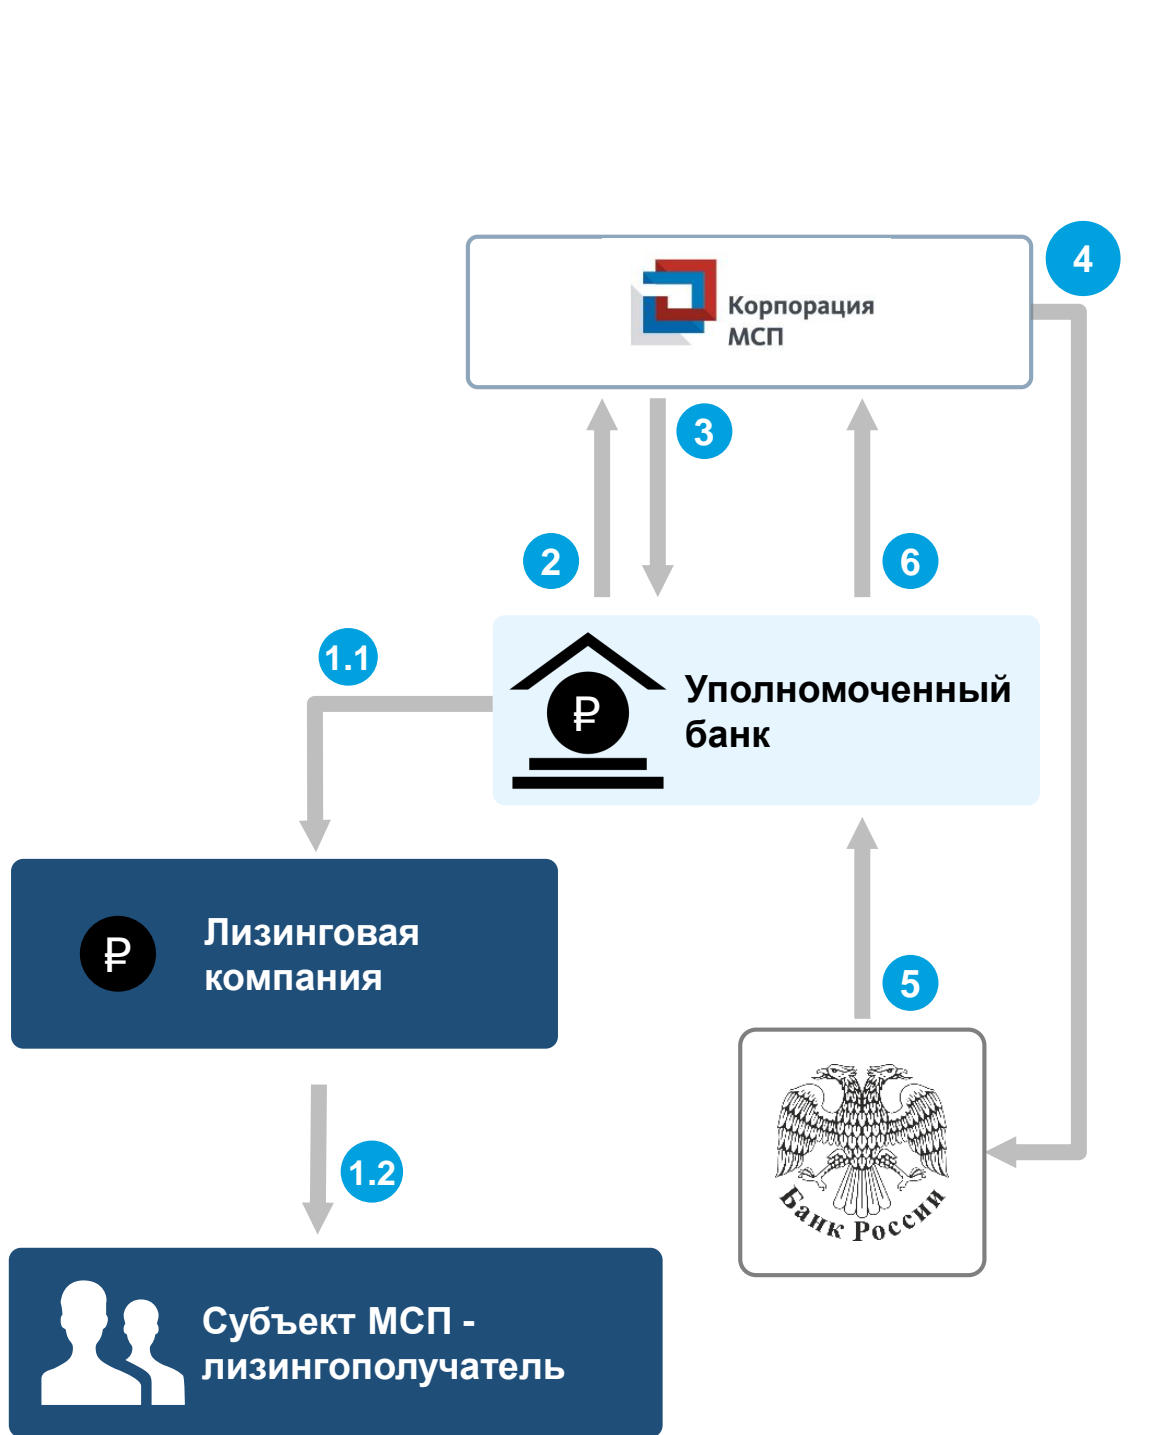 4
Корпорация
МСП
3
2
6
1.1
₽
Уполномоченный
банк
₽
Лизинговая
компания
5
1.2
Банк России
Субъект МСП -
лизингополучатель